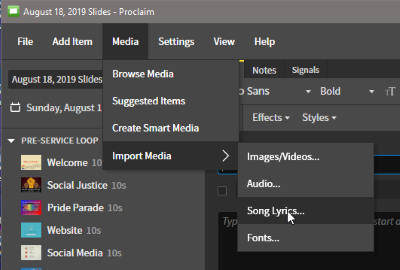 August 18, 2019 Slides - Proclaim
File Add Item Media Settings View Help
August 18, 2019 Slides
Browse Media
Suggested Items
Create Smart Media
Import Media
Notes Signals
Sans Bold
Effects Styles
Sunday, August 1
PRE-SERVICE LOOP
Welcome 10s
Social Justice 10s
Pride Parade 10s
Website 10s
Social Media 10s
Images/Videos...
Audio...
Song Lyrics...
Fonts...